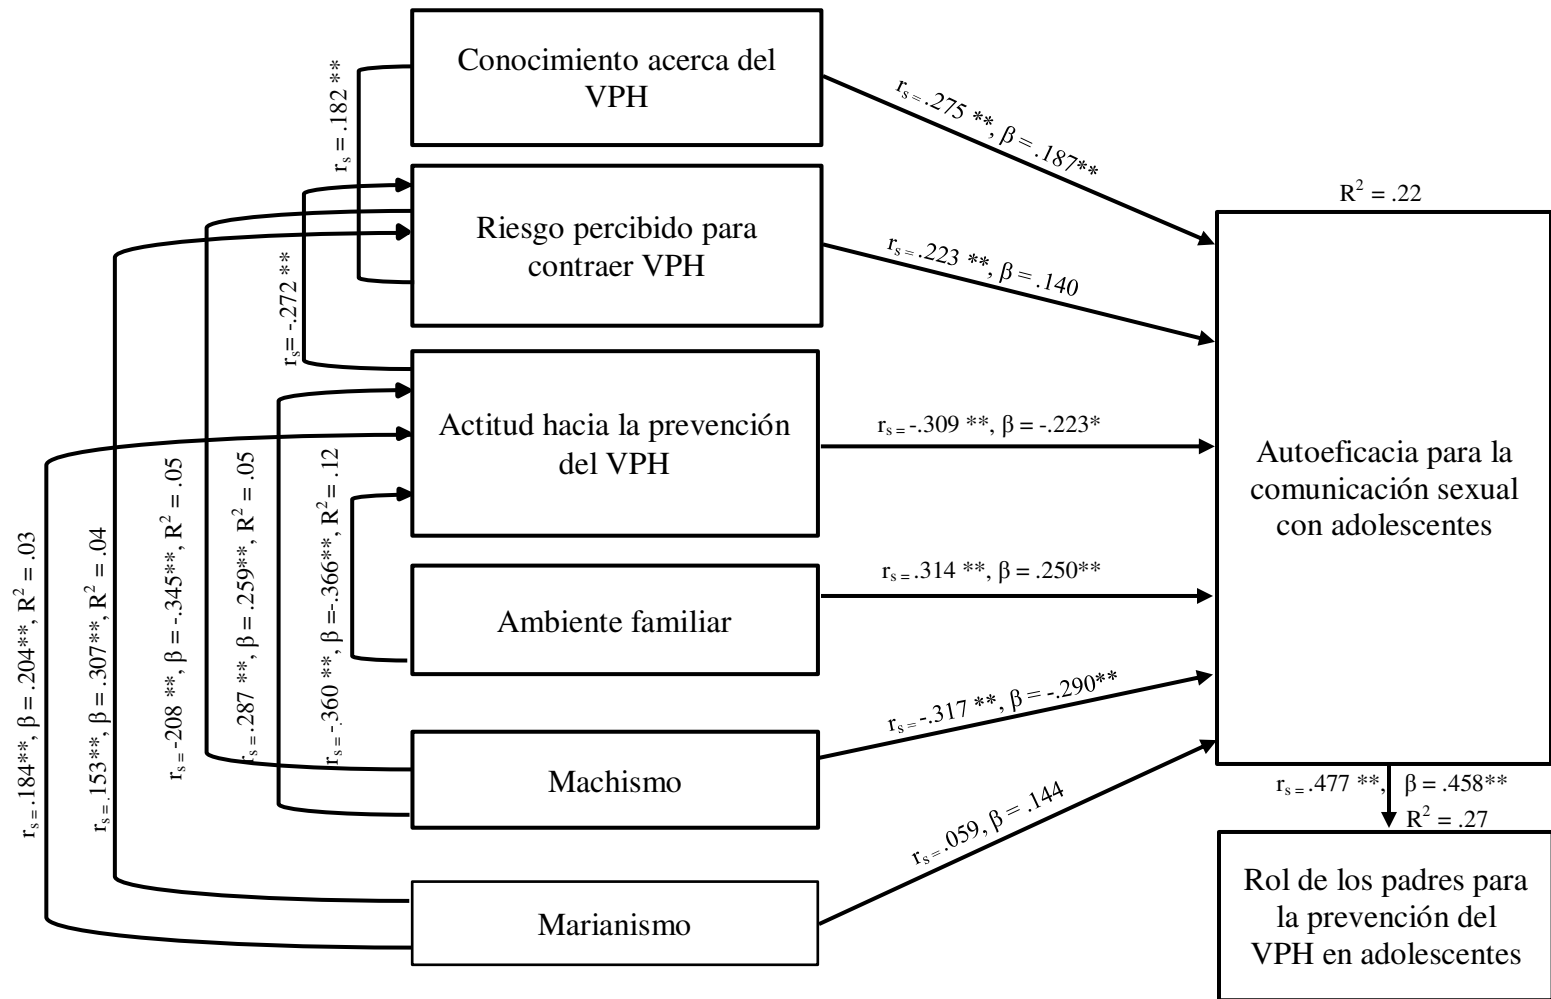 Conocimiento acerca del
VPH
Riesgo percibido para
contraer VPH
Actitud hacia la prevención
del VPH
Ambiente familiar
Machismo
Marianismo
rₛ = .182 **
rₛ= -.272 **
rₛ = .184**, β = .204**, R² = .03
rₛ = .153**, β = .307**, R² = .04
rₛ = -208 **, β = -.345**, R² = .05
rₛ = .287 **, β = .259**, R² = .05
rₛ = -.360 **, β =-.366**, R² = .12
rₛ = .275 **, β = .187**
rₛ = .223 **, β = .140
rₛ = -.309 **, β = -.223*
rₛ = .314 **, β = .250**
rₛ = -.317 **, β = -.290**
rₛ = .059, β = .144
R² = .22
Autoeficacia para la
comunicación sexual
con adolescentes
rₛ = .477 **, β = .458**
R² = .27
Rol de los padres para
la prevención del
VPH en adolescentes